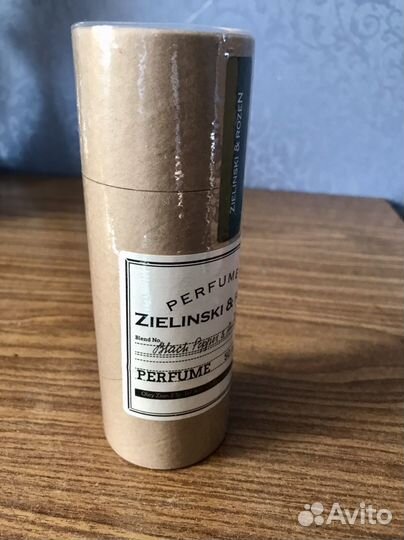 ZIELINSKI & ROZEN
PERFUME
ZIELINSKI &
Blend No.
Black Pepper &
PERFUME
Avito